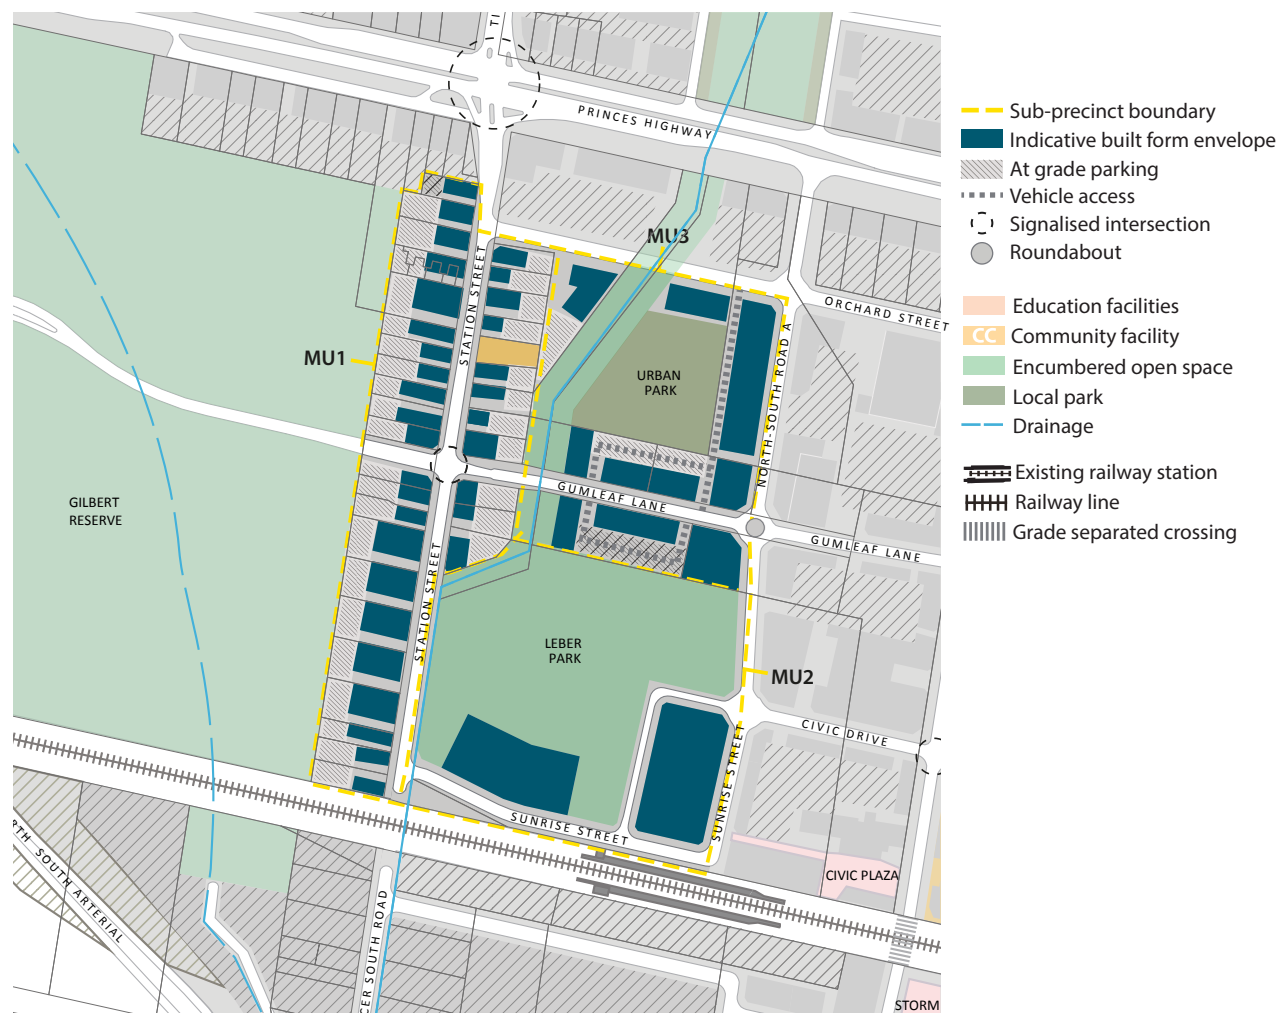 TI
PRINCES HIGHWAY
MU3
ORCHARD STREET
STATION STREET
MU1
URBAN
PARK
NORTH-SOUTH ROAD A
GUMLEAF LANE
GUMLEAF LANE
GILBERT
RESERVE
STATION STREET
LEBER
PARK
MU2
CIVIC DRIVE
SUNRISE STREET
SUNRISE STREET
CIVIC PLAZA
RTH SOUTH ARTERIAL
CER SOUTH ROAD
STORM
Sub-precinct boundary
Indicative built form envelope
At grade parking
Vehicle access
Signalised intersection
Roundabout
Education facilities
CC Community facility
Encumbered open space
Local park
Drainage
Existing railway station
Railway line
Grade separated crossing